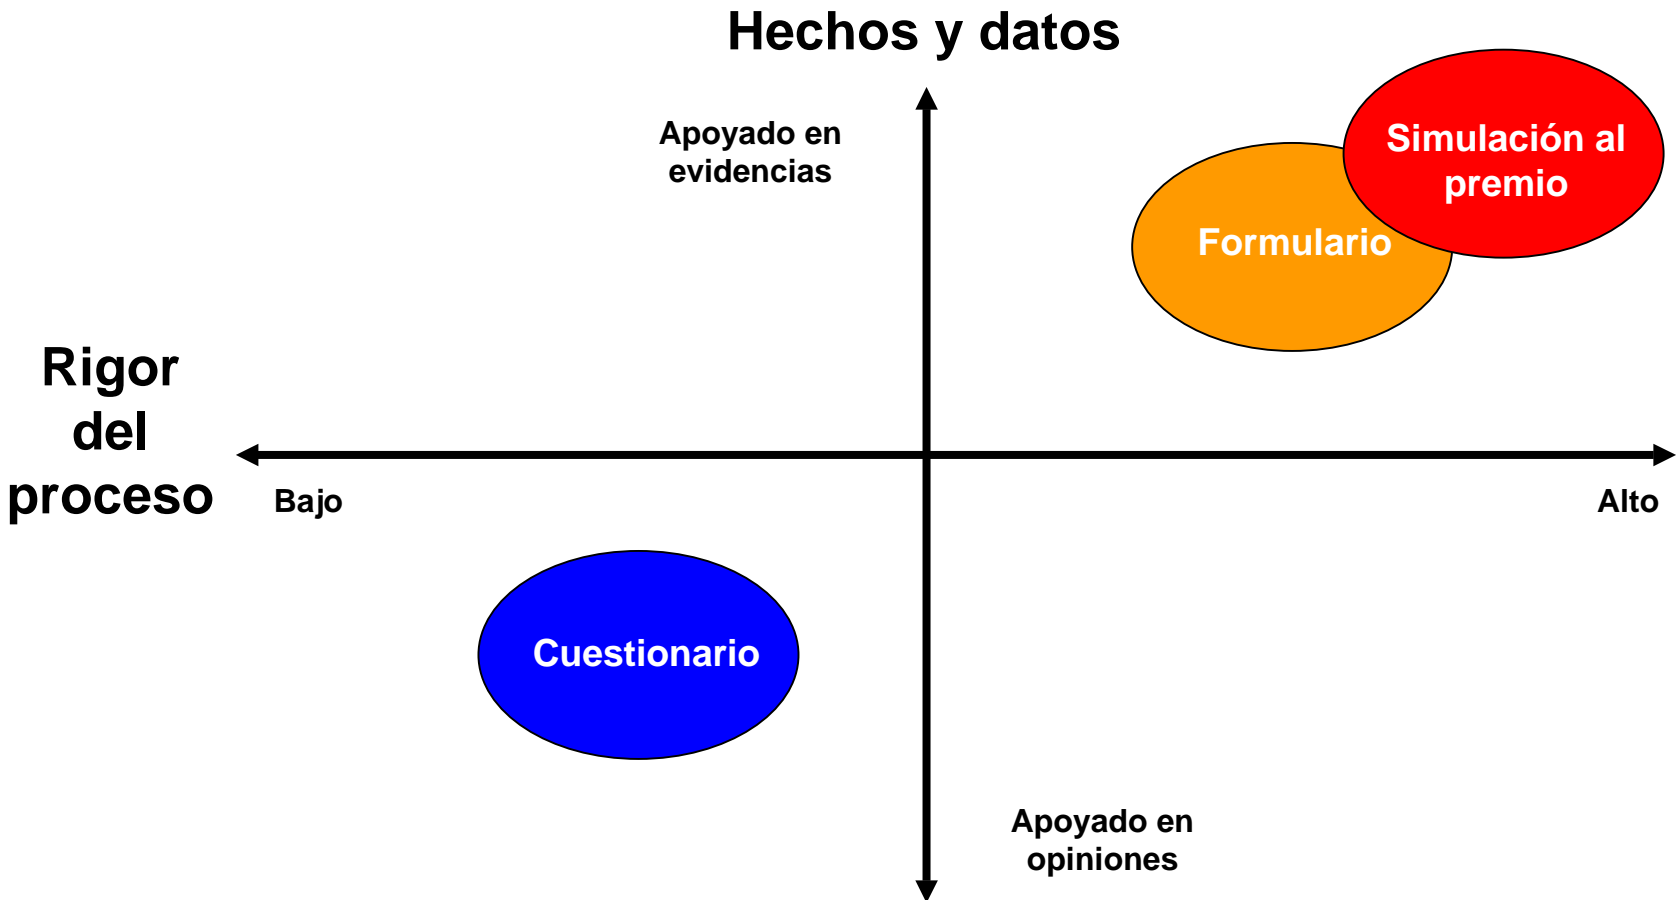 Hechos y datos
Apoyado en
evidencias
Simulación al
premio
Formulario
Rigor
del
proceso
Bajo
Alto
Cuestionario
Apoyado en
opiniones